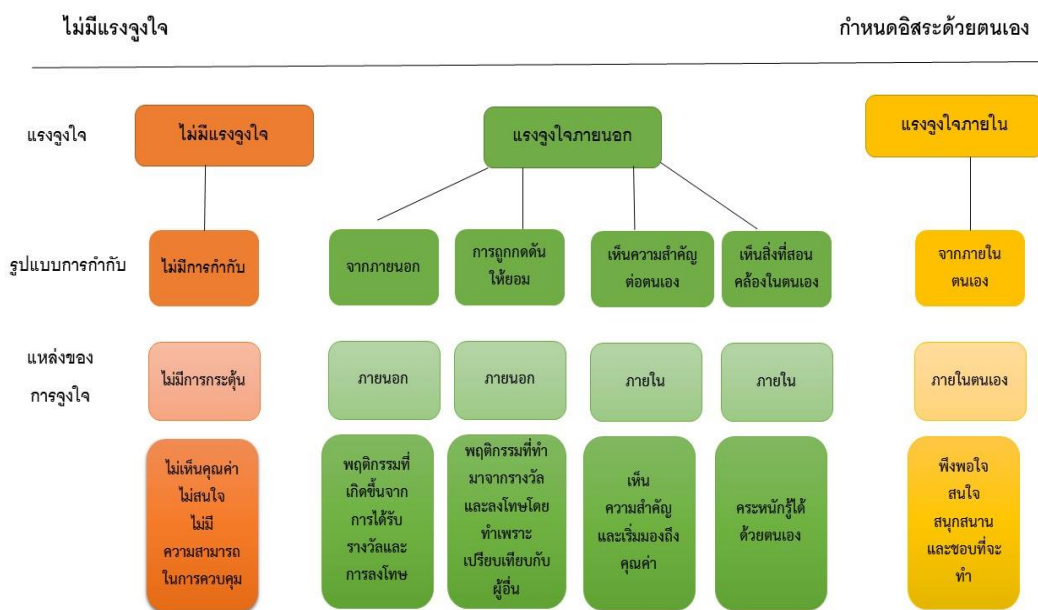 ไม่มีแรงจูงใจ
กำหนดอิสระด้วยตนเอง
แรงจูงใจ
ไม่มีแรงจูงใจ
แรงจูงใจภายนอก
แรงจูงใจภายใน
รูปแบบการกำกับ
ไม่มีการกำกับ
จากภายนอก
การถูกกดดัน
ให้ยอม
เห็นความสำคัญ
ต่อตนเอง
เห็นสิ่งที่สอน
คล้องในตนเอง
จากภายใน
ตนเอง
แหล่งของ
การจูงใจ
ไม่มีการกระตุ้น
ภายนอก
ภายนอก
ภายใน
ภายใน
ภายในตนเอง
ไม่เห็นคุณค่า
ไม่สนใจ
ไม่มี
ความสามารถ
ในการควบคุม
พฤติกรรมที่
เกิดขึ้นจาก
การได้รับ
รางวัลและ
การลงโทษ
พฤติกรรมที่ทำ
มาจากรางวัล
และลงโทษโดย
ทำเพราะ
เปรียบเทียบกับ
ผู้อื่น
เห็น
ความสำคัญ
และเริ่มมองถึง
คุณค่า
คระหนักรู้ได้
ด้วยตนเอง
พึงพอใจ
สนใจ
สนุกสนาน
และชอบที่จะ
ทำ